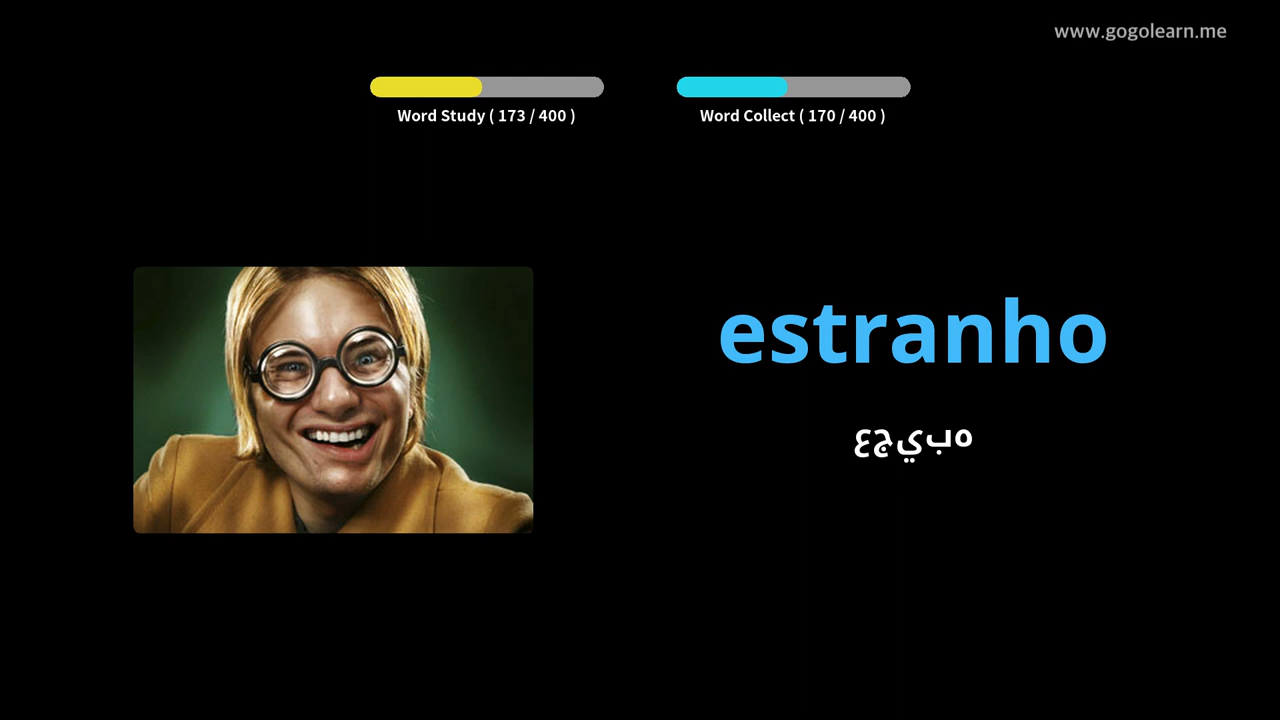 www.gogolearn.me
Word Study ( 173 / 400 )
Word Collect ( 170 / 400 )
estranho
عجيبه